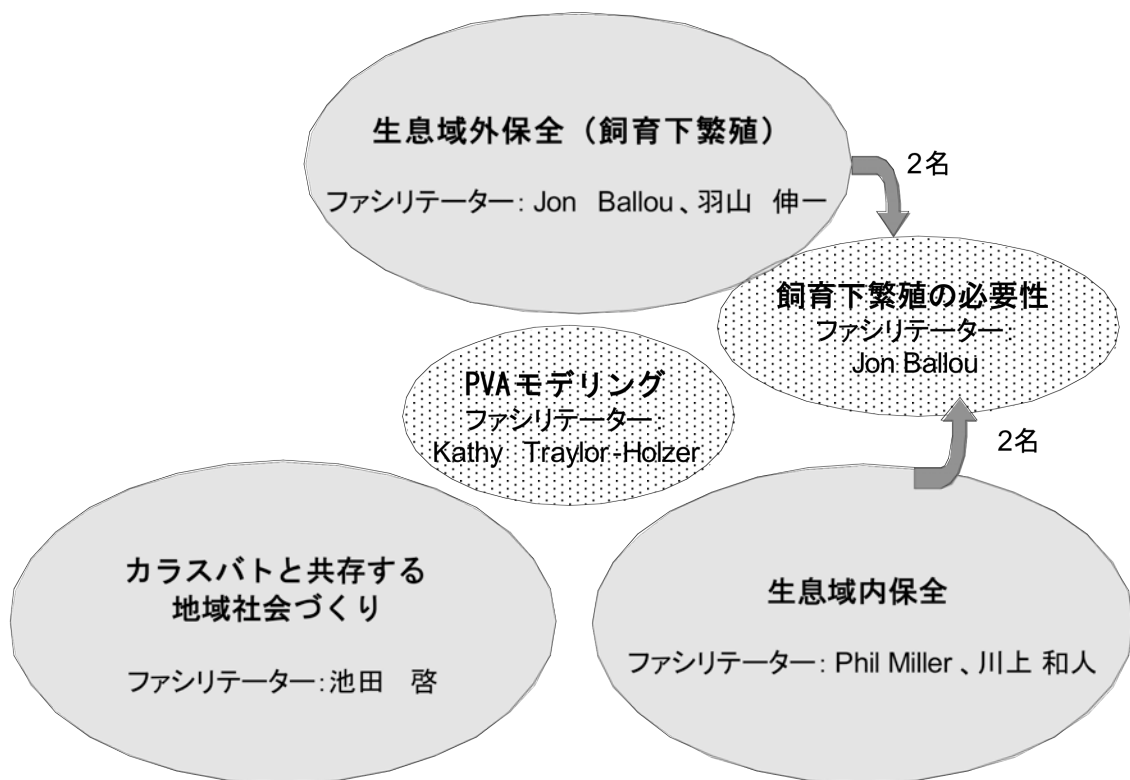 生息域外保全（飼育下繁殖）
ファシリテーター：Jon Ballou、羽山 伸一
2名
飼育下繁殖の必要性
ファシリテーター：
Jon Ballou
PVAモデリング
ファシリテーター：
Kathy Traylor-Holzer
2名
カラスバトと共存する
地域社会づくり
ファシリテーター：池田 啓
生息域内保全
ファシリテーター：Phil Miller、川上 和人